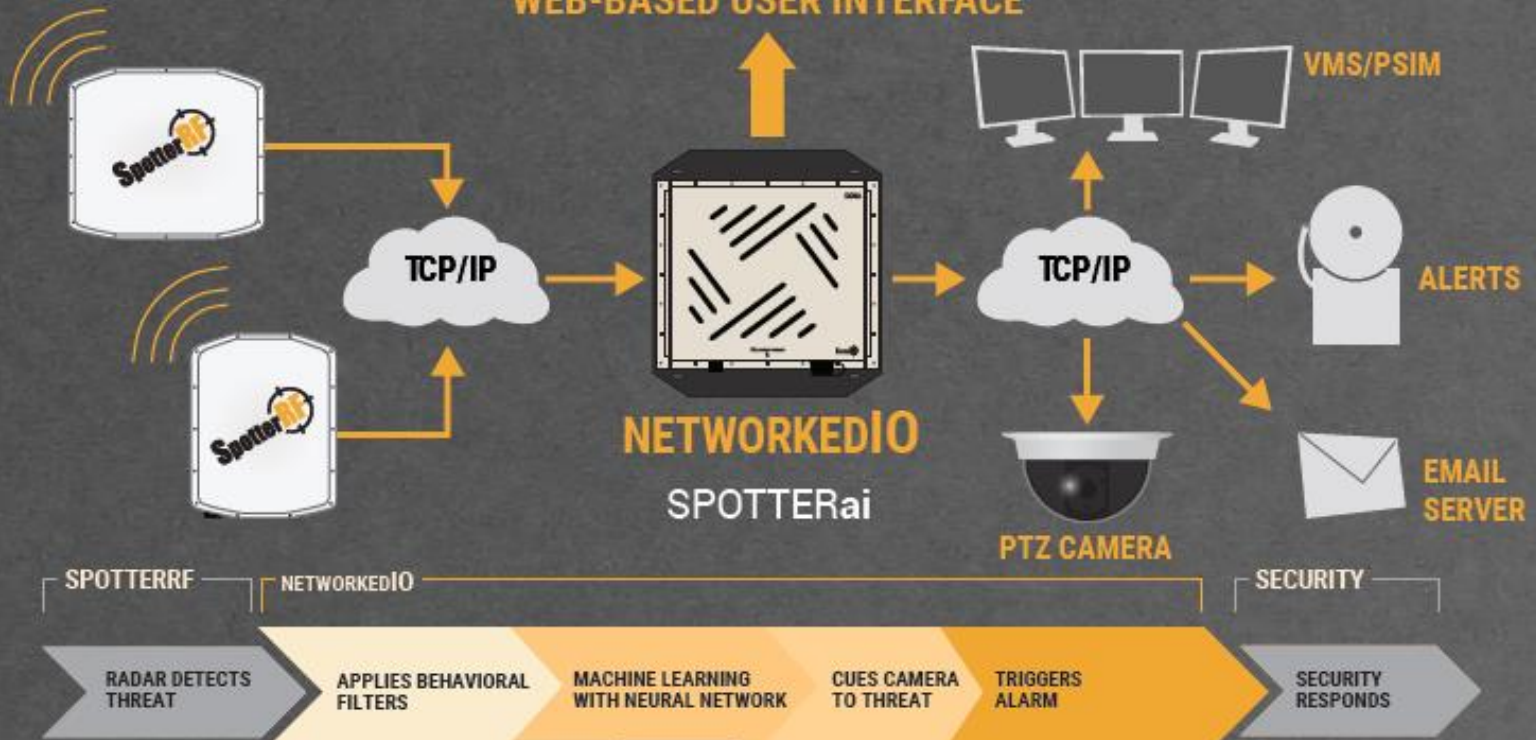 WEB-BASED USER INTERFACE
VMS/PSIM
SpotterRF
TCP/IP
TCP/IP
ALERTS
SpotterRF
NETWORKEDIO
SPOTTERai
PTZ CAMERA
EMAIL
SERVER
SPOTTERRF
NETWORKEDIO
SECURITY
RADAR DETECTS
THREAT
APPLIES BEHAVIORAL
FILTERS
MACHINE LEARNING
WITH NEURAL NETWORK
CUES CAMERA
TO THREAT
TRIGGERS
ALARM
SECURITY
RESPONDS